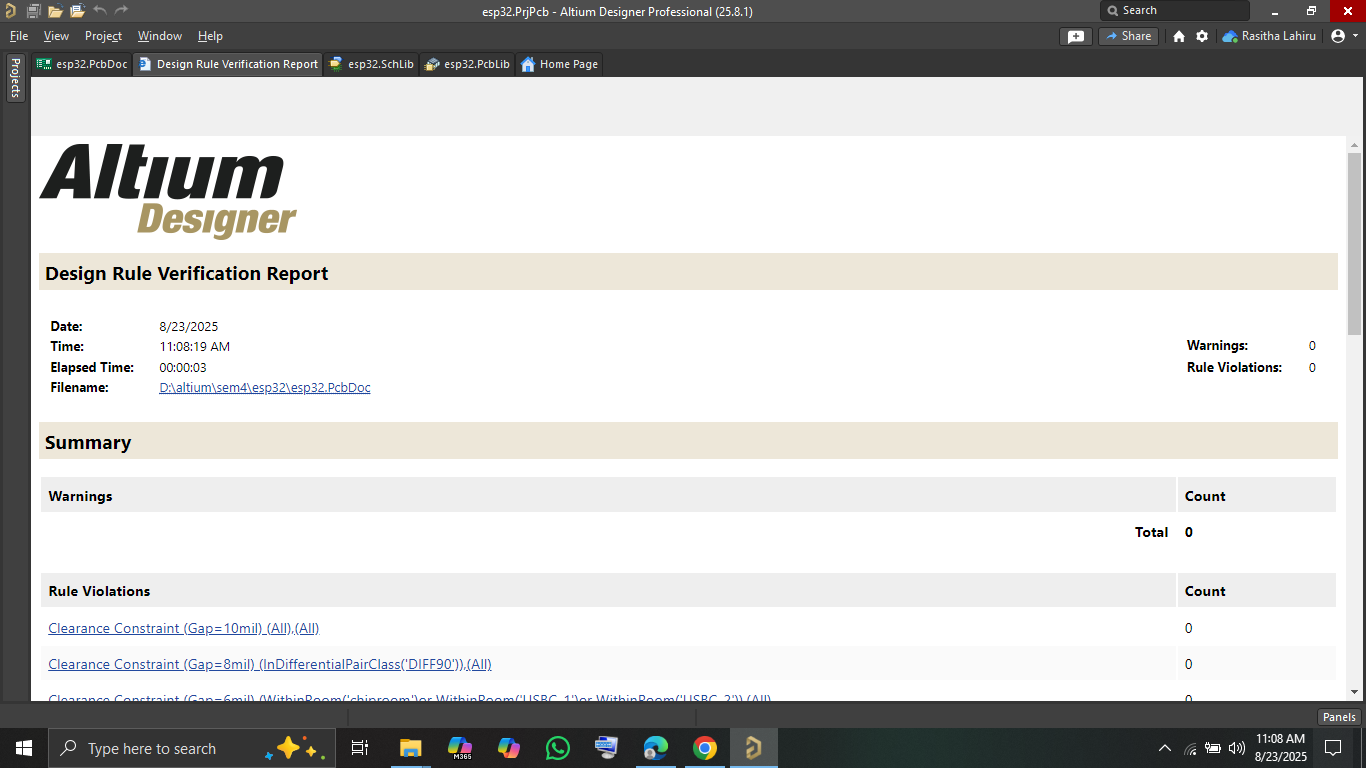 esp32.PrjPcb - Altium Designer Professional (25.8.1)
Search
File View Project Window Help
Share
Rasitha Lahiru
Projects
esp32.PcbDoc
Design Rule Verification Report
esp32.SchLib
esp32.PcbLib
Home Page
Altium
Designer
Design Rule Verification Report
Date: 8/23/2025
Time: 11:08:19 AM
Elapsed Time: 00:00:03
Filename: D:\altium\sem4\esp32\esp32.PcbDoc
Warnings: 0
Rule Violations: 0
Summary
Warnings Count
Total 0
Rule Violations Count
Clearance Constraint (Gap=10mil) (All),(All) 0
Clearance Constraint (Gap=8mil) (InDifferentialPairClass('DIFF90')),(All) 0
Clearance Constraint (Gap=6mil) (WithinRoom('chiproom')or WithinRoom('USBC_1')or WithinRoom('USBC_2')),(All) 0
Panels
Type here to search
M365
11:08 AM
8/23/2025